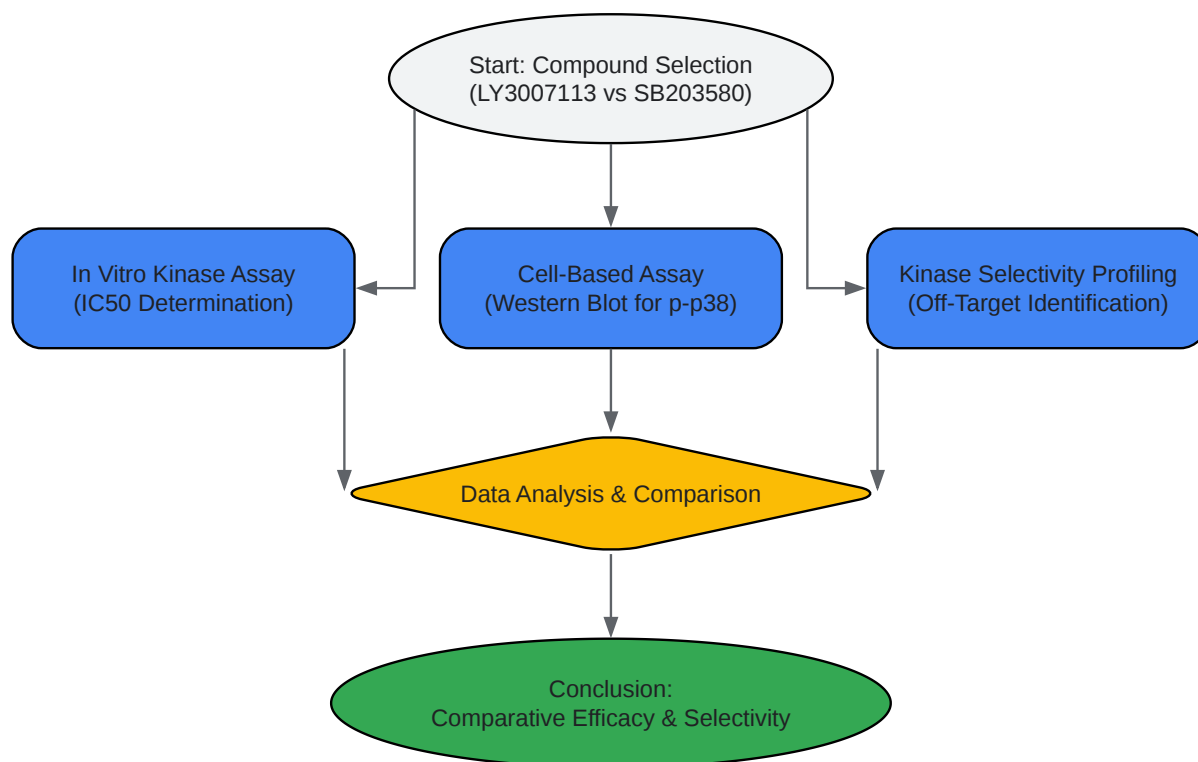 Start: Compound Selection
(LY3007113 vs SB203580)
In Vitro Kinase Assay
(IC50 Determination)
Cell-Based Assay
(Western Blot for p-p38)
Kinase Selectivity Profiling
(Off-Target Identification)
Data Analysis & Comparison
Conclusion:
Comparative Efficacy & Selectivity